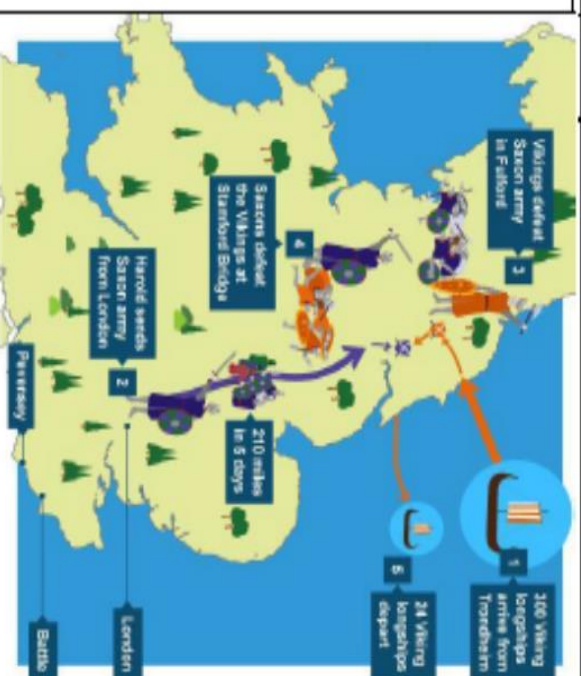 1
300 Viking
longships
arrive from
Trondheim
2
Harold sends
Saxon army
from London
210 miles
in 5 days
3
Vikings defeat
Saxon army
in Fulford
4
Saxons defeat
the Vikings at
Stamford Bridge
5
24 Viking
longships
depart
London
Battle
Pevensey